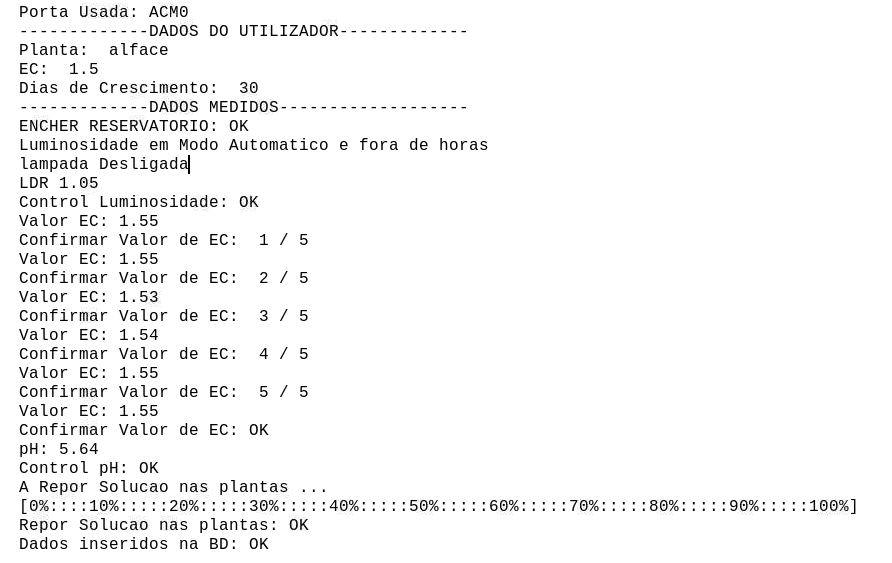 Porta Usada: ACM0
-------------DADOS DO UTILIZADOR-------------
Planta:  alface
EC:  1.5
Dias de Crescimento:  30
-------------DADOS MEDIDOS-------------------
ENCHER RESERVATORIO: OK
Luminosidade em Modo Automatico e fora de horas
lampada Desligada
LDR 1.05
Control Luminosidade: OK
Valor EC: 1.55
Confirmar Valor de EC:  1 / 5
Valor EC: 1.55
Confirmar Valor de EC:  2 / 5
Valor EC: 1.53
Confirmar Valor de EC:  3 / 5
Valor EC: 1.54
Confirmar Valor de EC:  4 / 5
Valor EC: 1.55
Confirmar Valor de EC:  5 / 5
Valor EC: 1.55
Confirmar Valor de EC: OK
pH: 5.64
Control pH: OK
A Repor Solucao nas plantas ...
[0%::::10%:::::20%:::::30%:::::40%:::::50%:::::60%:::::70%:::::80%:::::90%:::::100%]
Repor Solucao nas plantas: OK
Dados inseridos na BD: OK